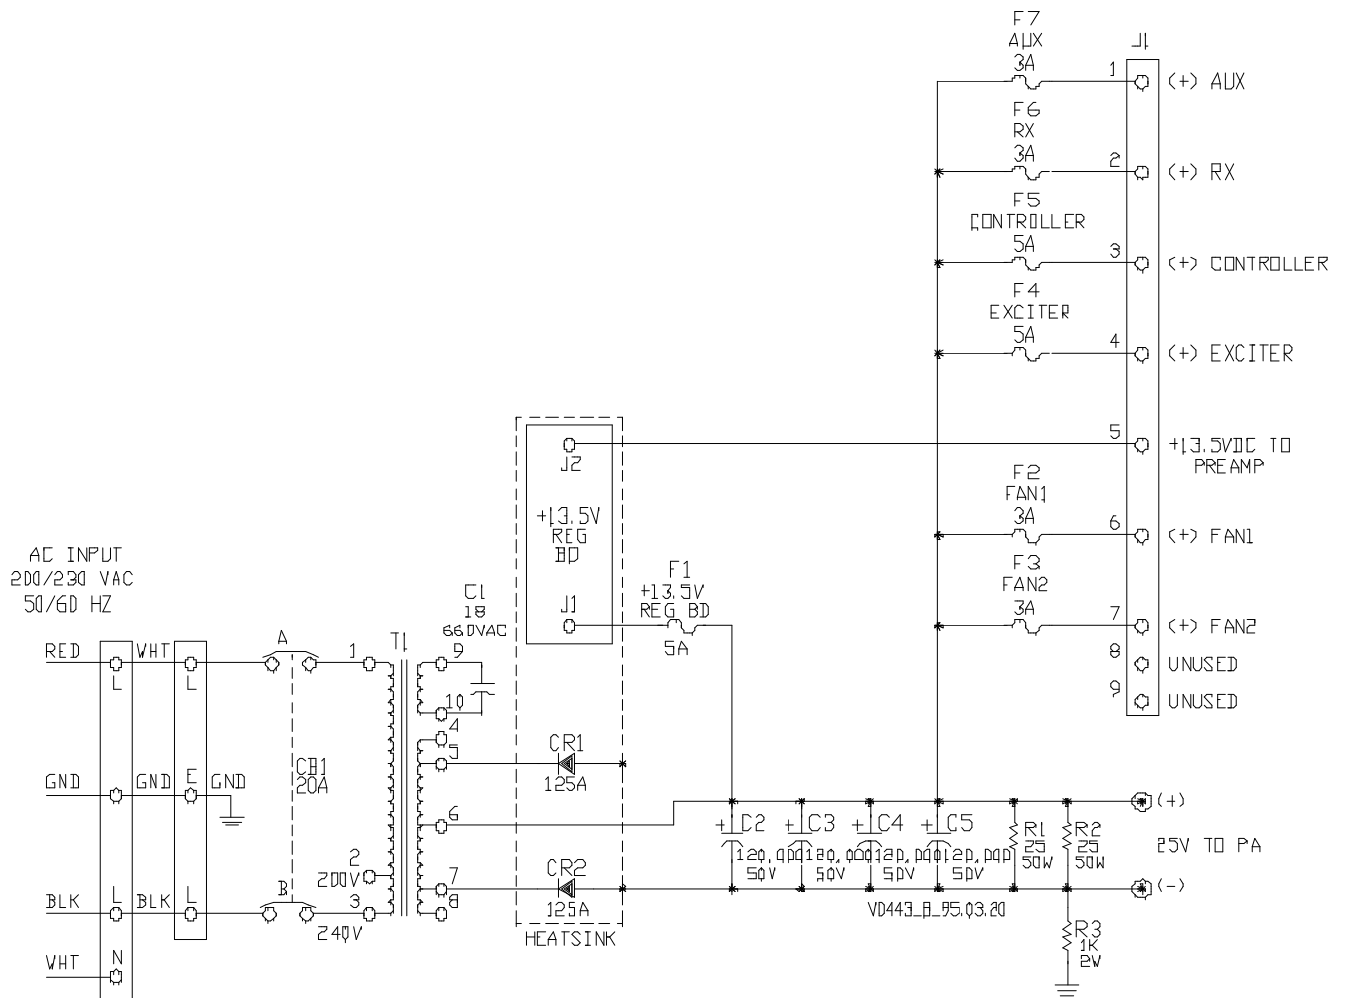 F7
AUX
3A
J1
1
(+) AUX
F6
RX
3A
2
(+) RX
F5
CONTROLLER
5A
3
(+) CONTROLLER
F4
EXCITER
5A
4
(+) EXCITER
J2
5
+13.5VDC TO
PREAMP
+13.5V
REG
BD
J1
F2
FAN1
3A
6
(+) FAN1
F3
FAN2
3A
7
(+) FAN2
8
UNUSED
9
UNUSED
F1
+13.5V
REG BD
5A
AC INPUT
200/230 VAC
50/60 HZ
C1
18
660VAC
RED
WHT
A
1
T1
9
L
L
10
4
5
CR1
125A
GND
GND
E
GND
CB1
20A
6
(+)
+ C2
+ C3
+ C4
+ C5
R1
25
50W
R2
25
50W
25V TO PA
120,000
50V
120,000
50V
120,000
50V
120,000
50V
2
200V
7
CR2
125A
(-)
BLK
L
BLK
L
B
3
240V
8
HEATSINK
VD443_B_95.03.20
R3
1K
2W
WHT
N